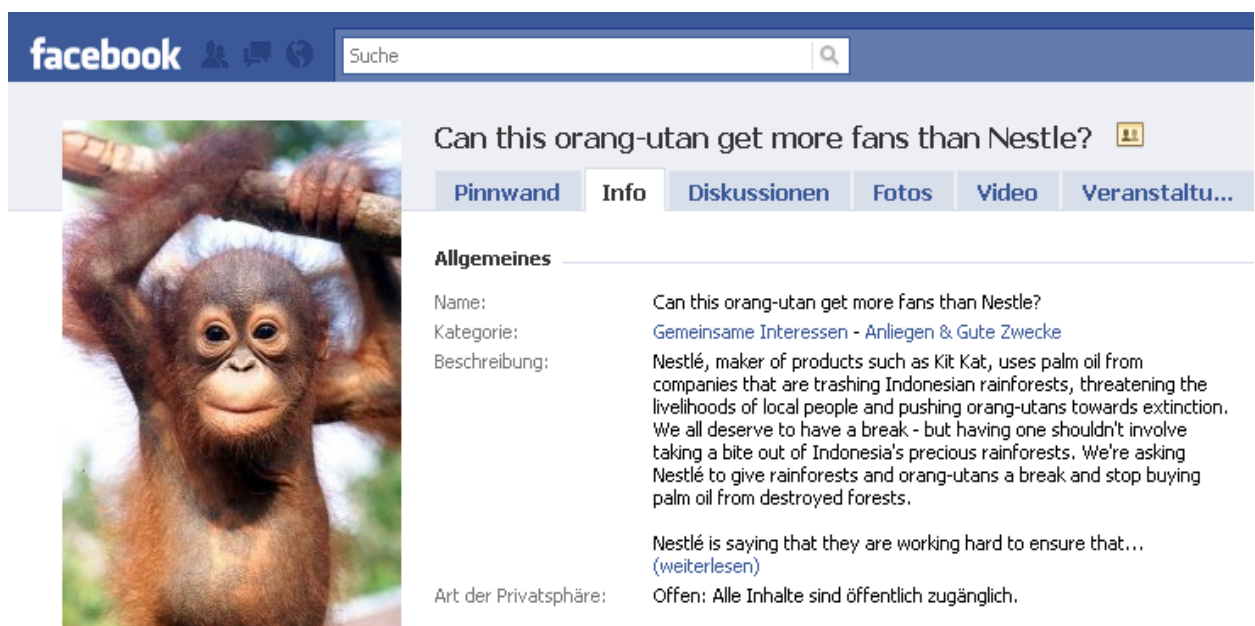 facebook
Suche
Can this orang-utan get more fans than Nestle?
Pinnwand Info Diskussionen Fotos Video Veranstaltu...
Allgemeines
Name: Can this orang-utan get more fans than Nestle?
Kategorie: Gemeinsame Interessen - Anliegen & Gute Zwecke
Beschreibung: Nestlé, maker of products such as Kit Kat, uses palm oil from
companies that are trashing Indonesian rainforests, threatening the
livelihoods of local people and pushing orang-utans towards extinction.
We all deserve to have a break - but having one shouldn't involve
taking a bite out of Indonesia's precious rainforests. We're asking
Nestlé to give rainforests and orang-utans a break and stop buying
palm oil from destroyed forests.
Nestlé is saying that they are working hard to ensure that...
(weiterlesen)
Art der Privatsphäre: Offen: Alle Inhalte sind öffentlich zugänglich.